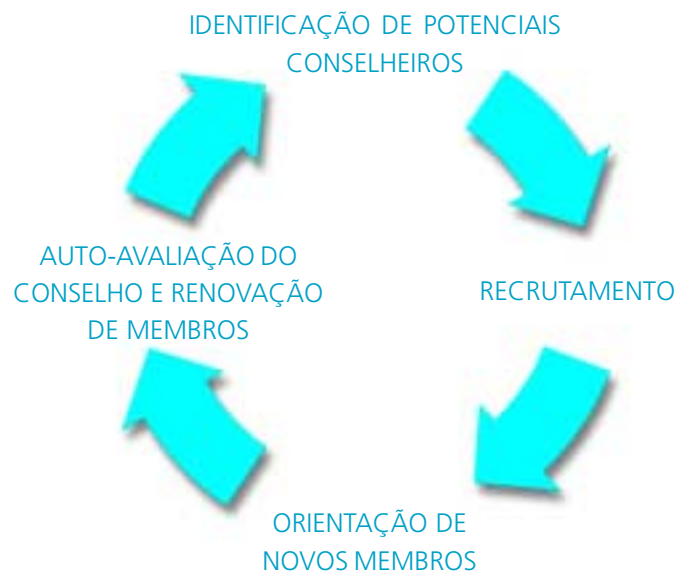 IDENTIFICAÇÃO DE POTENCIAIS
CONSELHEIROS
RECRUTAMENTO
ORIENTAÇÃO DE
NOVOS MEMBROS
AUTO-AVALIAÇÃO DO
CONSELHO E RENOVAÇÃO
DE MEMBROS